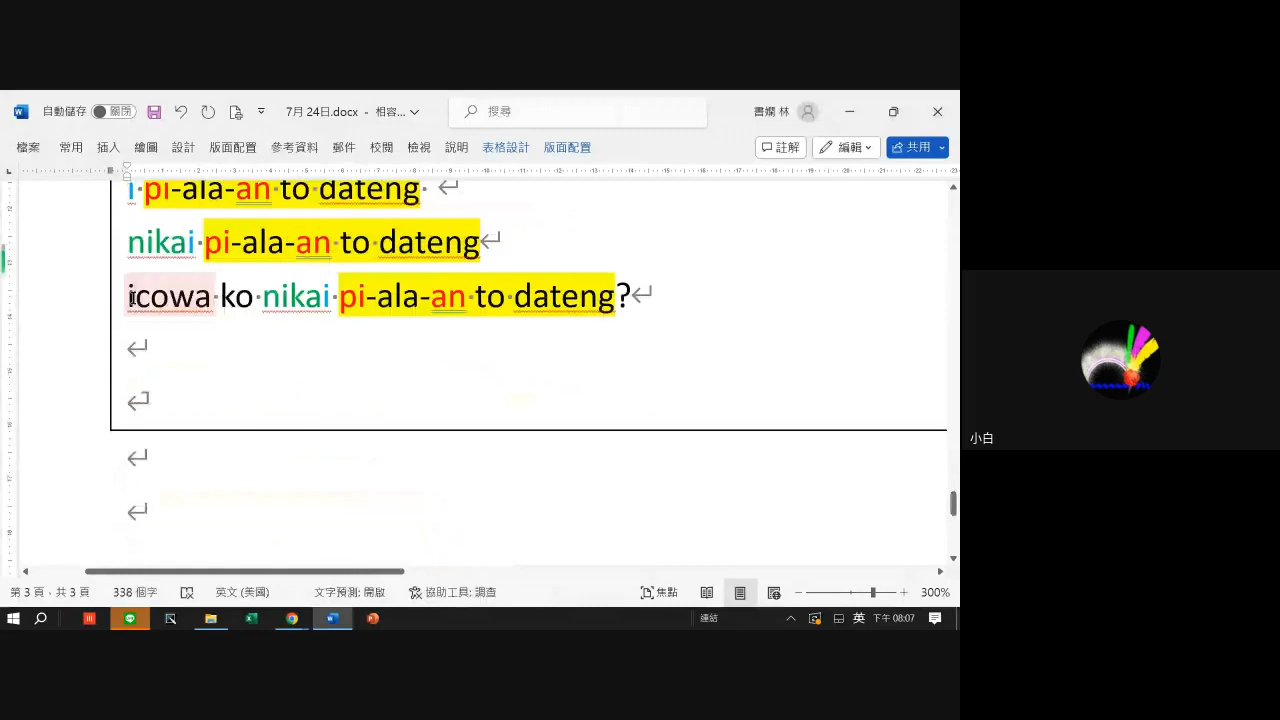 自動儲存 關閉 7月 24日.docx - 相容... 搜尋 書嫻 林
檔案 常用 插入 繪圖 設計 版面配置 參考資料 郵件 校閱 檢視 說明 表格設計 版面配置 註解 編輯 共用
i pi-ala-an to dateng
nikai pi-ala-an to dateng
icowa ko nikai pi-ala-an to dateng?
小白
第 3 頁，共 3 頁 338 個字 英文 (美國) 文字預測: 開啟 協助工具: 調查 焦點 300%
連結 英 下午 08:07